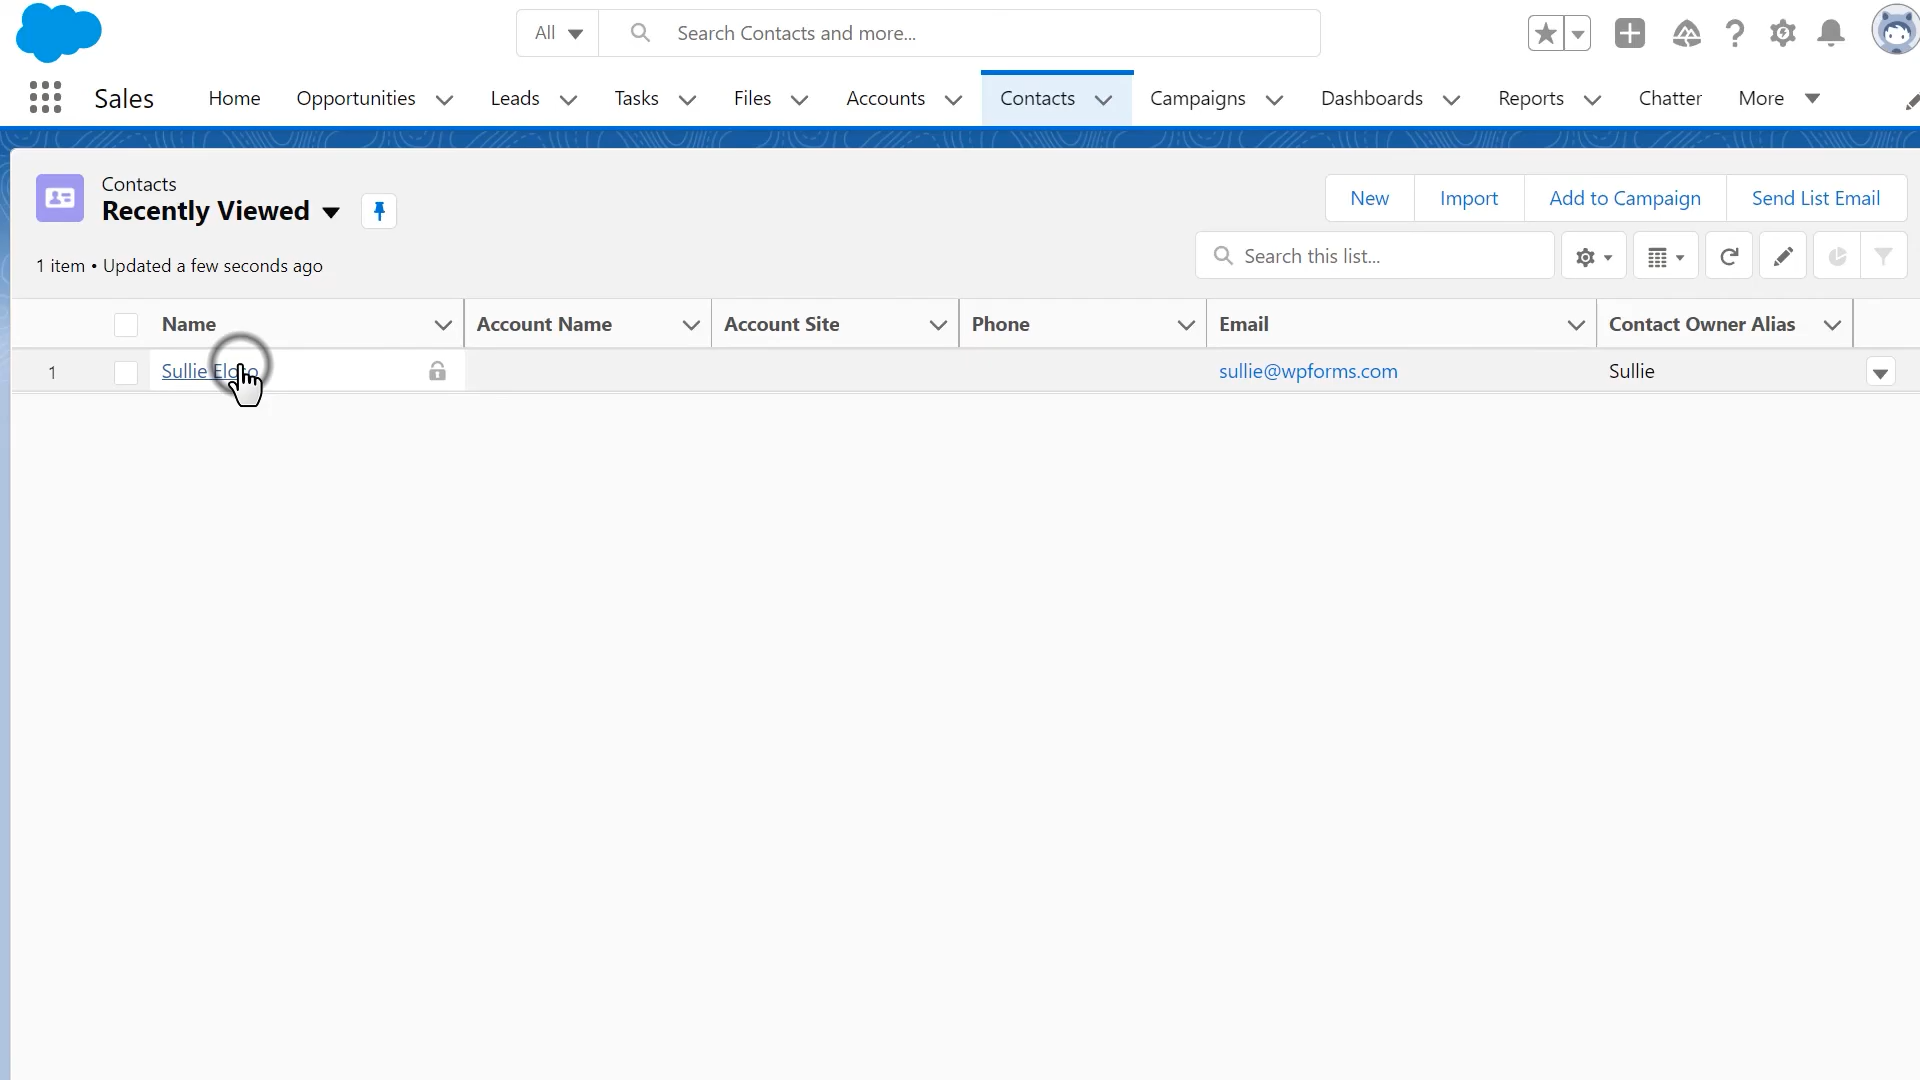 All
Search Contacts and more...
Sales
Home
Opportunities
Leads
Tasks
Files
Accounts
Contacts
Campaigns
Dashboards
Reports
Chatter
More
Contacts
Recently Viewed
New
Import
Add to Campaign
Send List Email
1 item • Updated a few seconds ago
Search this list...
Name
Account Name
Account Site
Phone
Email
Contact Owner Alias
1
Sullie
sullie@wpforms.com
Sullie